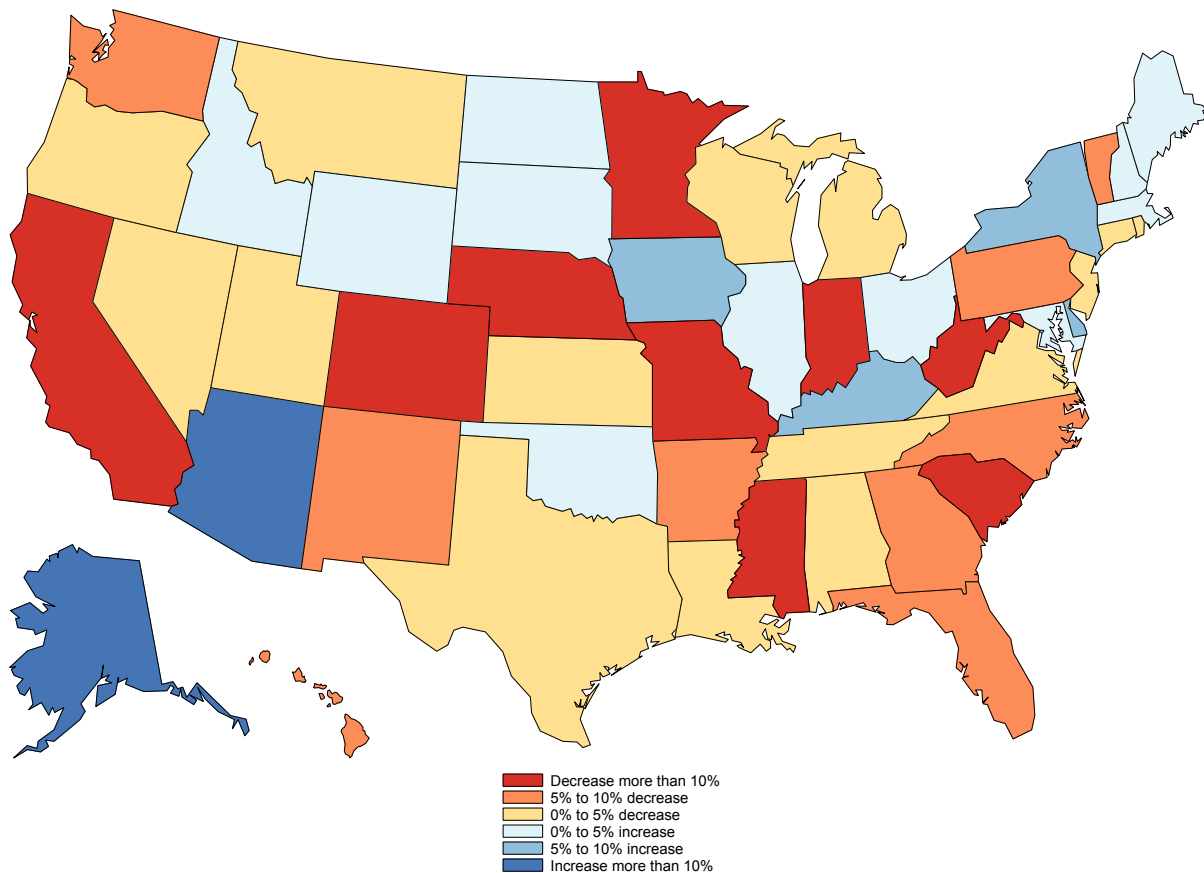 Decrease more than 10%
5% to 10% decrease
0% to 5% decrease
0% to 5% increase
5% to 10% increase
Increase more than 10%